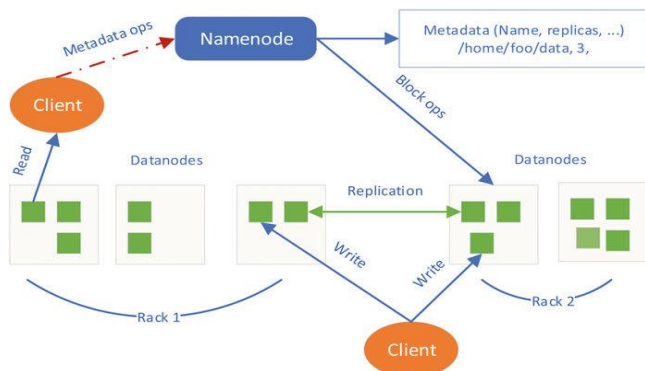 Metadata ops
Namenode
Metadata (Name, replicas, ...)
/home/foo/data, 3,
Client
Block ops
Read
Datanodes
Datanodes
Replication
Write
Write
Rack 1
Rack 2
Client